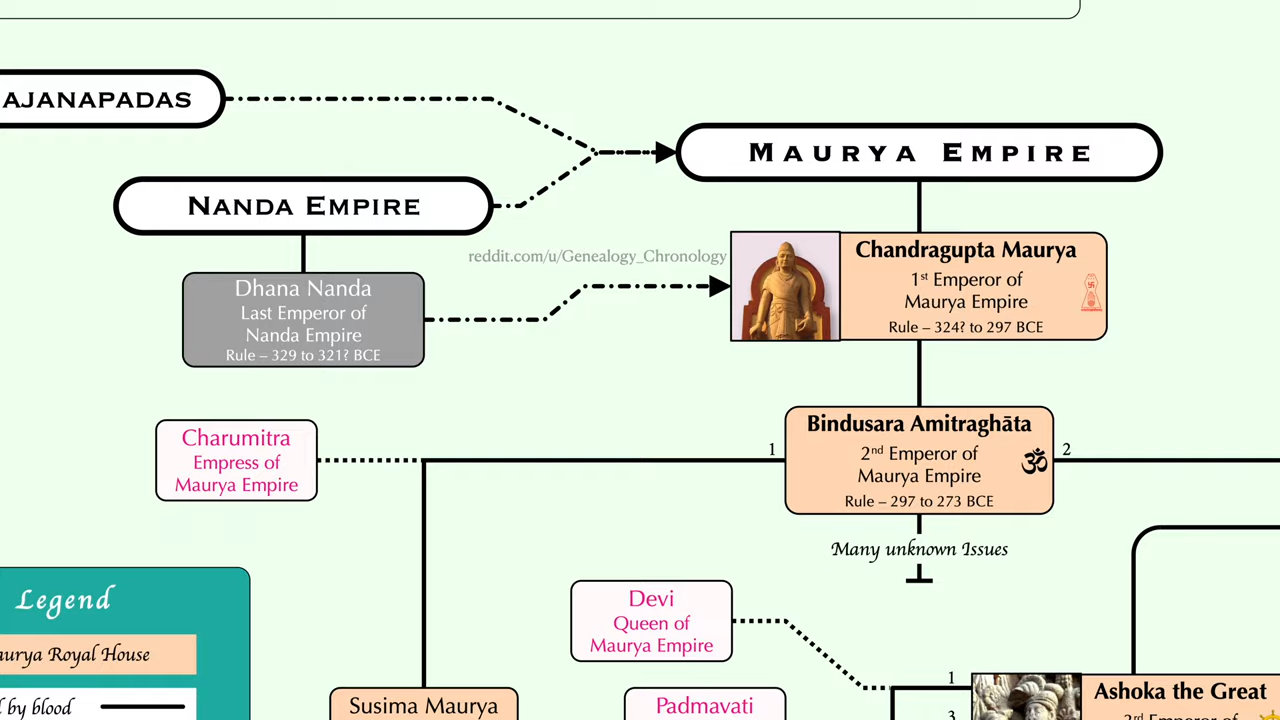 AJANAPADAS
MAURYA EMPIRE
NANDA EMPIRE
reddit.com/u/Genealogy_Chronology
Chandragupta Maurya
1st Emperor of
Maurya Empire
Rule – 324? to 297 BCE
Dhana Nanda
Last Emperor of
Nanda Empire
Rule – 329 to 321? BCE
Charumitra
Empress of
Maurya Empire
1
Bindusara Amitraghāta
2nd Emperor of
Maurya Empire
ॐ
Rule – 297 to 273 BCE
2
Many unknown Issues
Legend
aurya Royal House
d by blood
Devi
Queen of
Maurya Empire
Susima Maurya
Padmavati
1
3
Ashoka the Great
3rd Emperor of